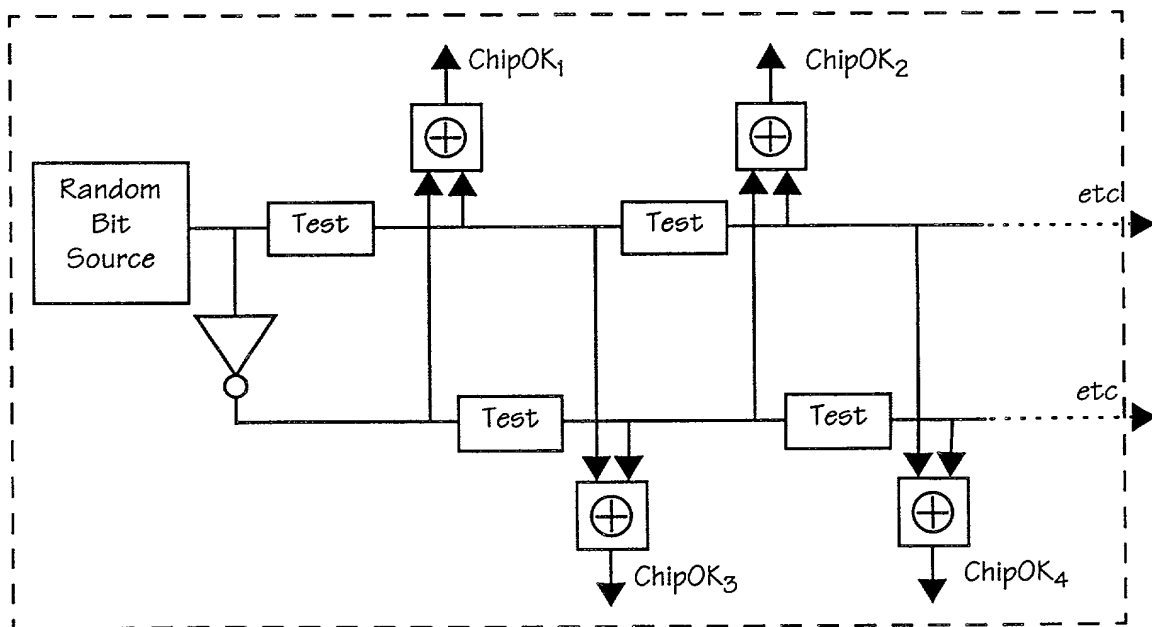 ChipOK₁
ChipOK₂
Random
Bit
Source
Test
Test
etc
Test
Test
etc
ChipOK₃
ChipOK₄